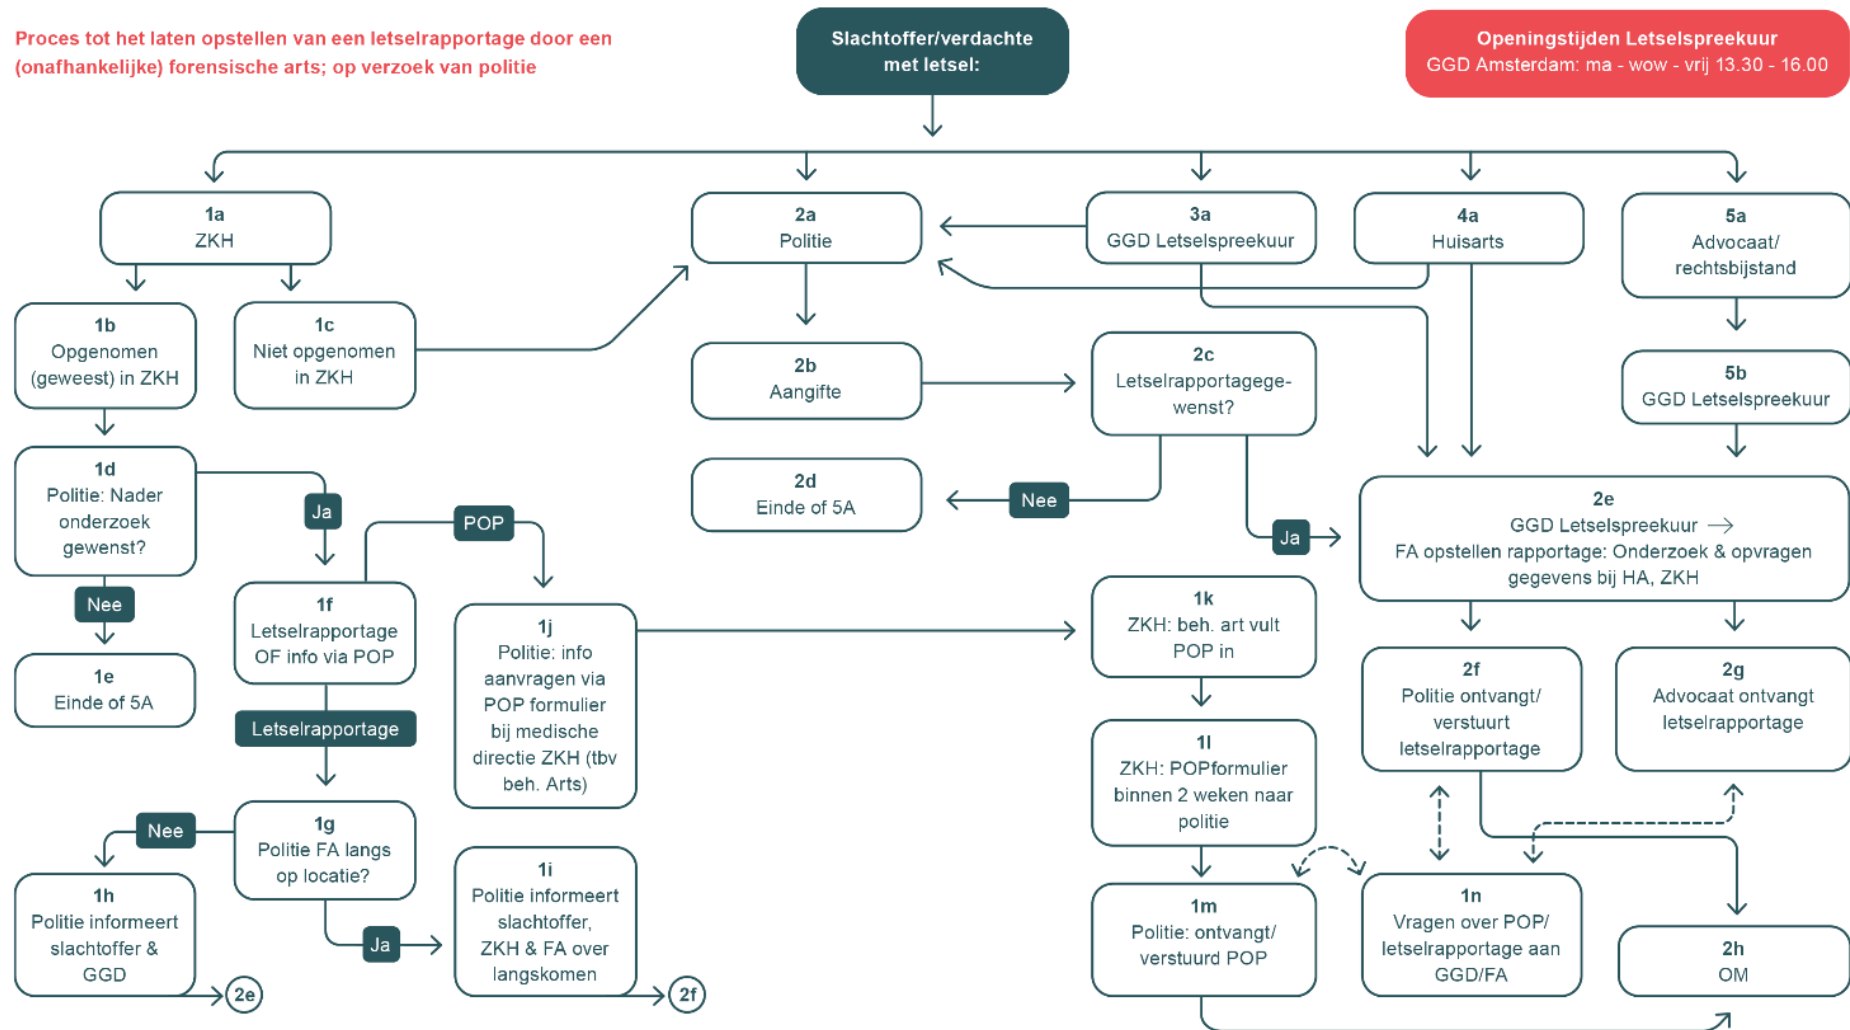 Proces tot het laten opstellen van een letselrapportage door een
(onafhankelijke) forensische arts; op verzoek van politie
Slachtoffer/verdachte
met letsel:
Openingstijden Letselspreekuur
GGD Amsterdam: ma - wow - vrij 13.30 - 16.00
1a
ZKH
2a
Politie
3a
GGD Letselspreekuur
4a
Huisarts
5a
Advocaat/
rechtsbijstand
1b
Opgenomen
(geweest) in ZKH
1c
Niet opgenomen
in ZKH
2b
Aangifte
2c
Letselrapportagege-
wenst?
5b
GGD Letselspreekuur
1d
Politie: Nader
onderzoek
gewenst?
Ja
POP
2d
Einde of 5A
Nee
Ja
2e
GGD Letselspreekuur →
FA opstellen rapportage: Onderzoek & opvragen
gegevens bij HA, ZKH
Nee
1f
Letselrapportage
OF info via POP
1j
Politie: info
aanvragen via
POP formulier
bij medische
directie ZKH (tbv
beh. Arts)
1k
ZKH: beh. art vult
POP in
1e
Einde of 5A
Letselrapportage
2f
Politie ontvangt/
verstuurt
letselrapportage
2g
Advocaat ontvangt
letselrapportage
1l
ZKH: POPformulier
binnen 2 weken naar
politie
Nee
1g
Politie FA langs
op locatie?
1h
Politie informeert
slachtoffer &
GGD
2e
Ja
1i
Politie informeert
slachtoffer,
ZKH & FA over
langskomen
2f
1m
Politie: ontvangt/
verstuurd POP
1n
Vragen over POP/
letselrapportage aan
GGD/FA
2h
OM